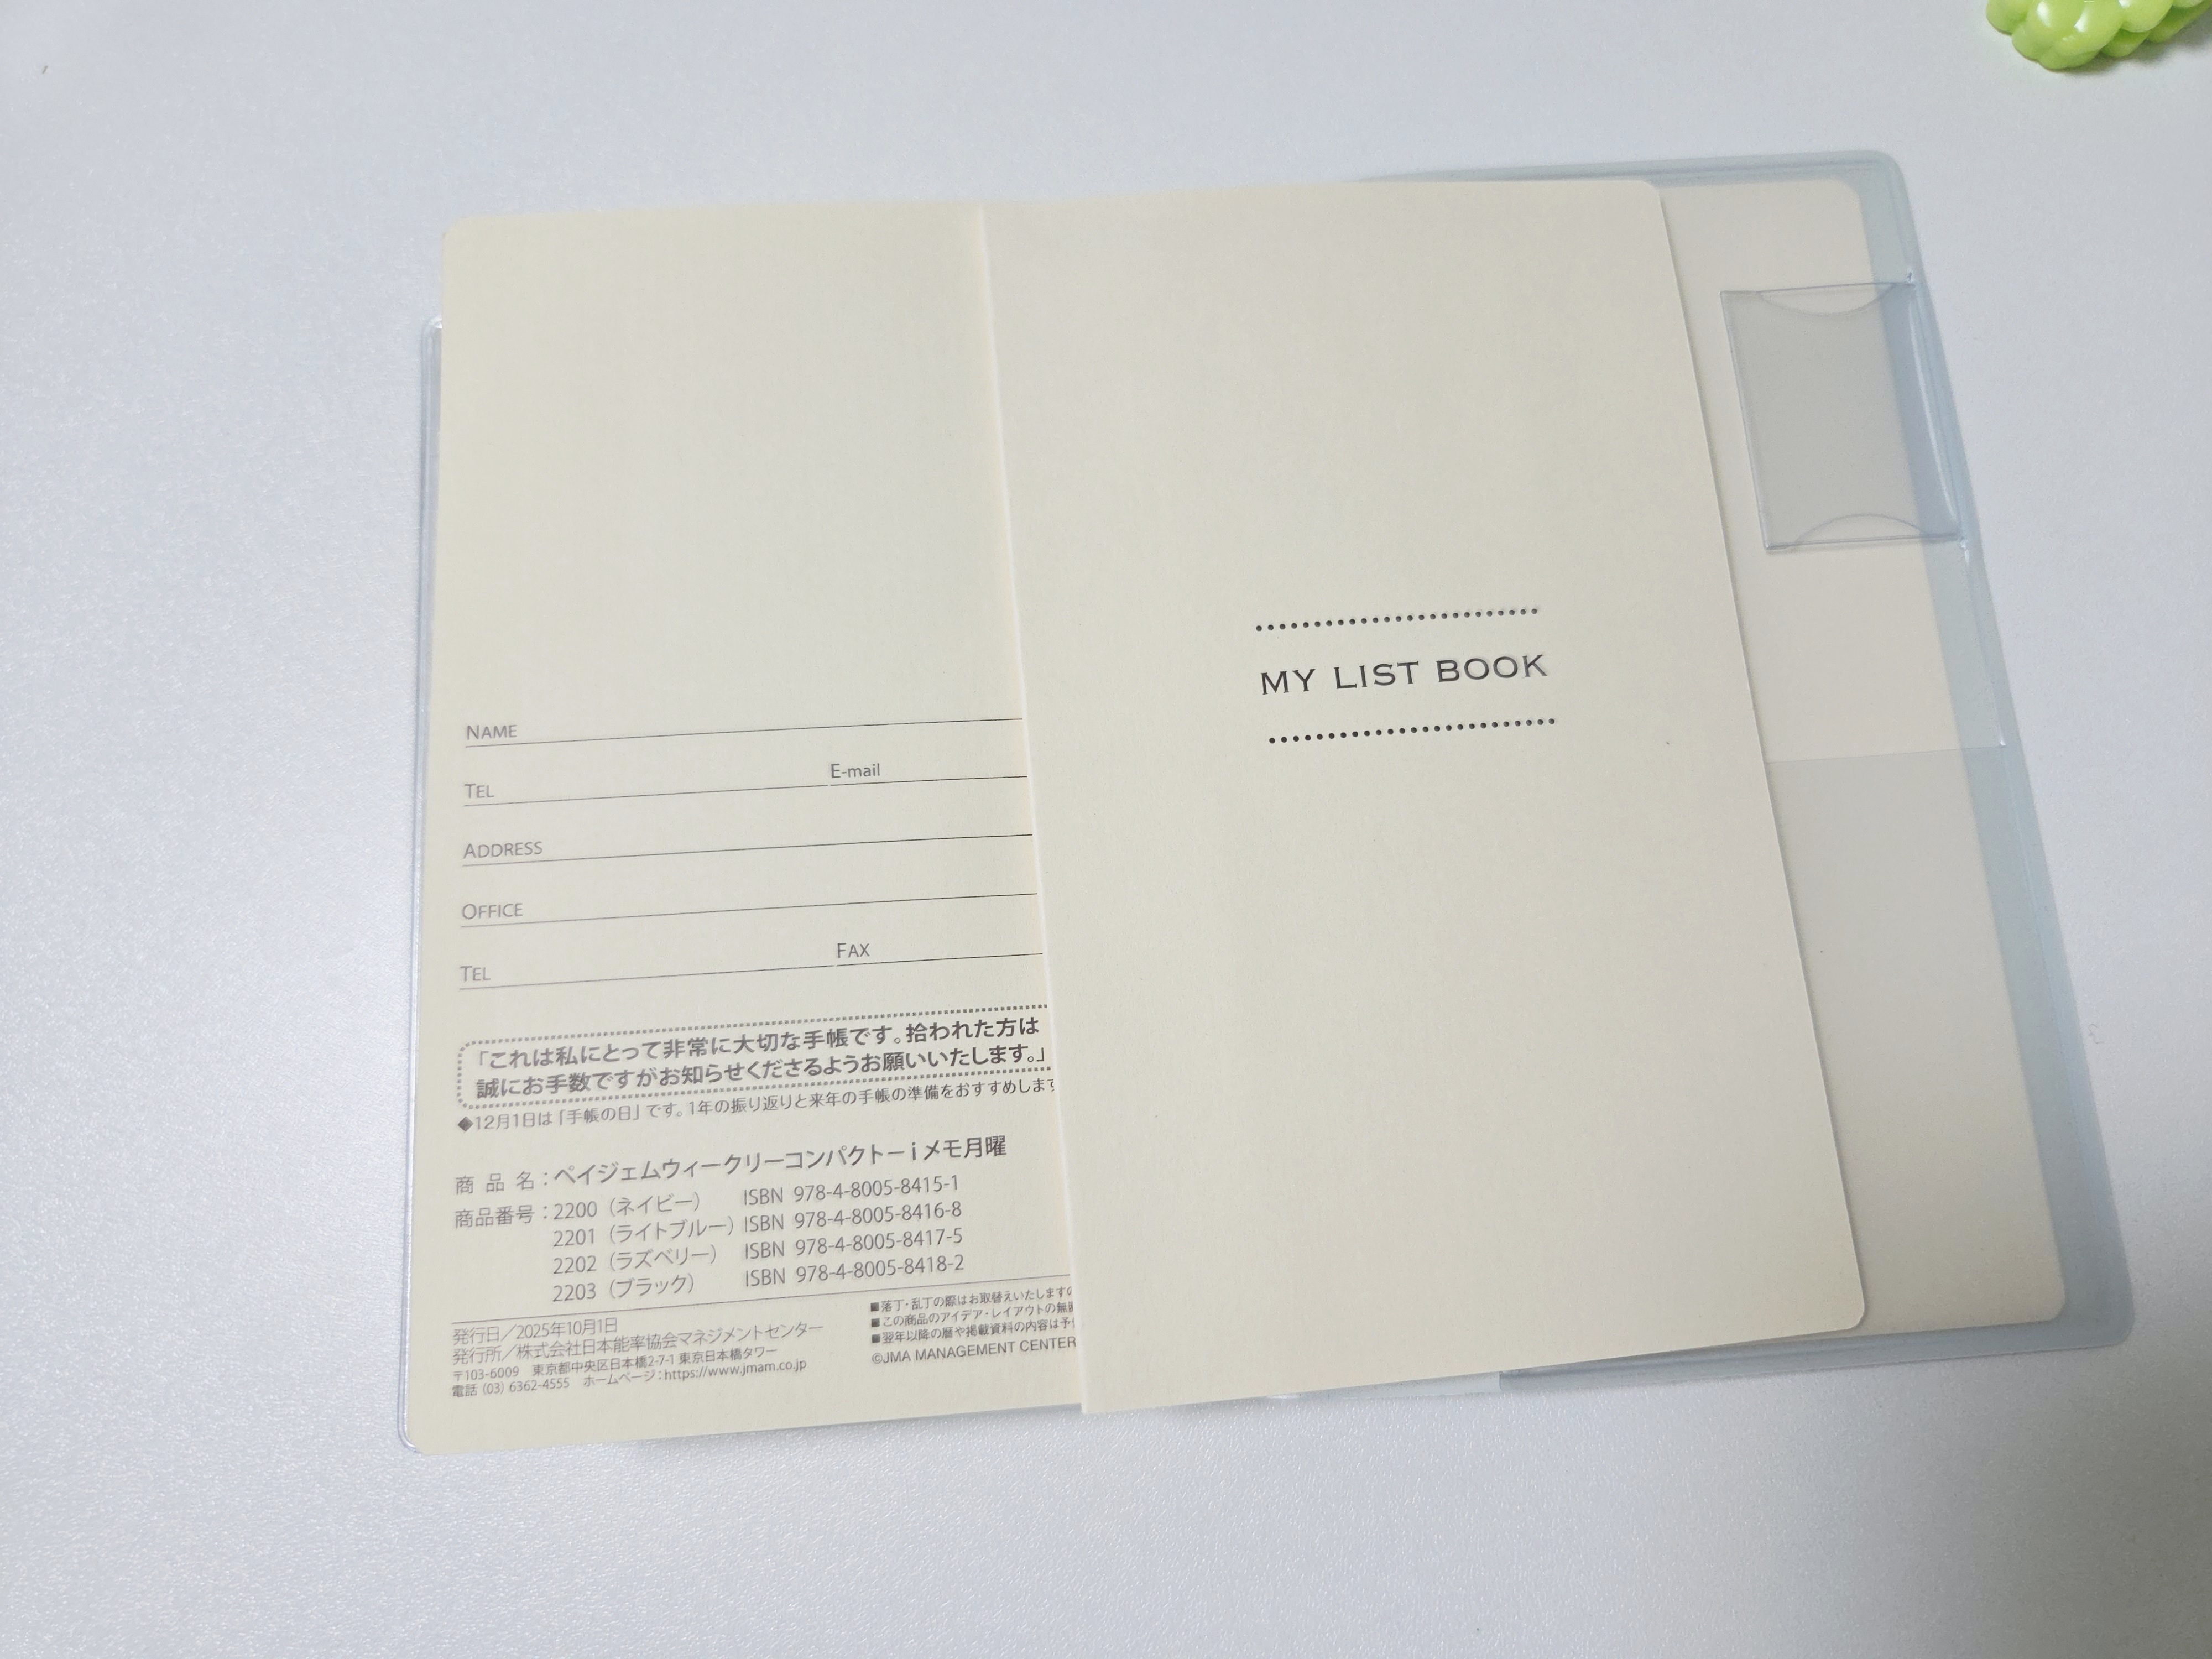 NAME
TEL E-mail
ADDRESS
OFFICE
TEL FAX
「これは私にとって非常に大切な手帳です。拾われた方は
誠にお手数ですがお知らせくださるようお願いいたします。」
◆12月1日は「手帳の日」です。1年の振り返りと来年の手帳の準備をおすすめします
商品名：ペイジェムウィークリーコンパクト－i メモ月曜
商品番号：2200（ネイビー） ISBN 978-4-8005-8415-1
2201（ライトブルー） ISBN 978-4-8005-8416-8
2202（ラズベリー） ISBN 978-4-8005-8417-5
2203（ブラック） ISBN 978-4-8005-8418-2
発行日／2025年10月1日
発行所／株式会社日本能率協会マネジメントセンター
〒103-6009 東京都中央区日本橋2-7-1 東京日本橋タワー
電話 (03) 6362-4555 ホームページ：https://www.jmam.co.jp
■落丁・乱丁の際はお取替えいたします
■この商品のアイデア・レイアウトの無
■翌年以降の暦や掲載資料の内容は予
©JMA MANAGEMENT CENTER
MY LIST BOOK